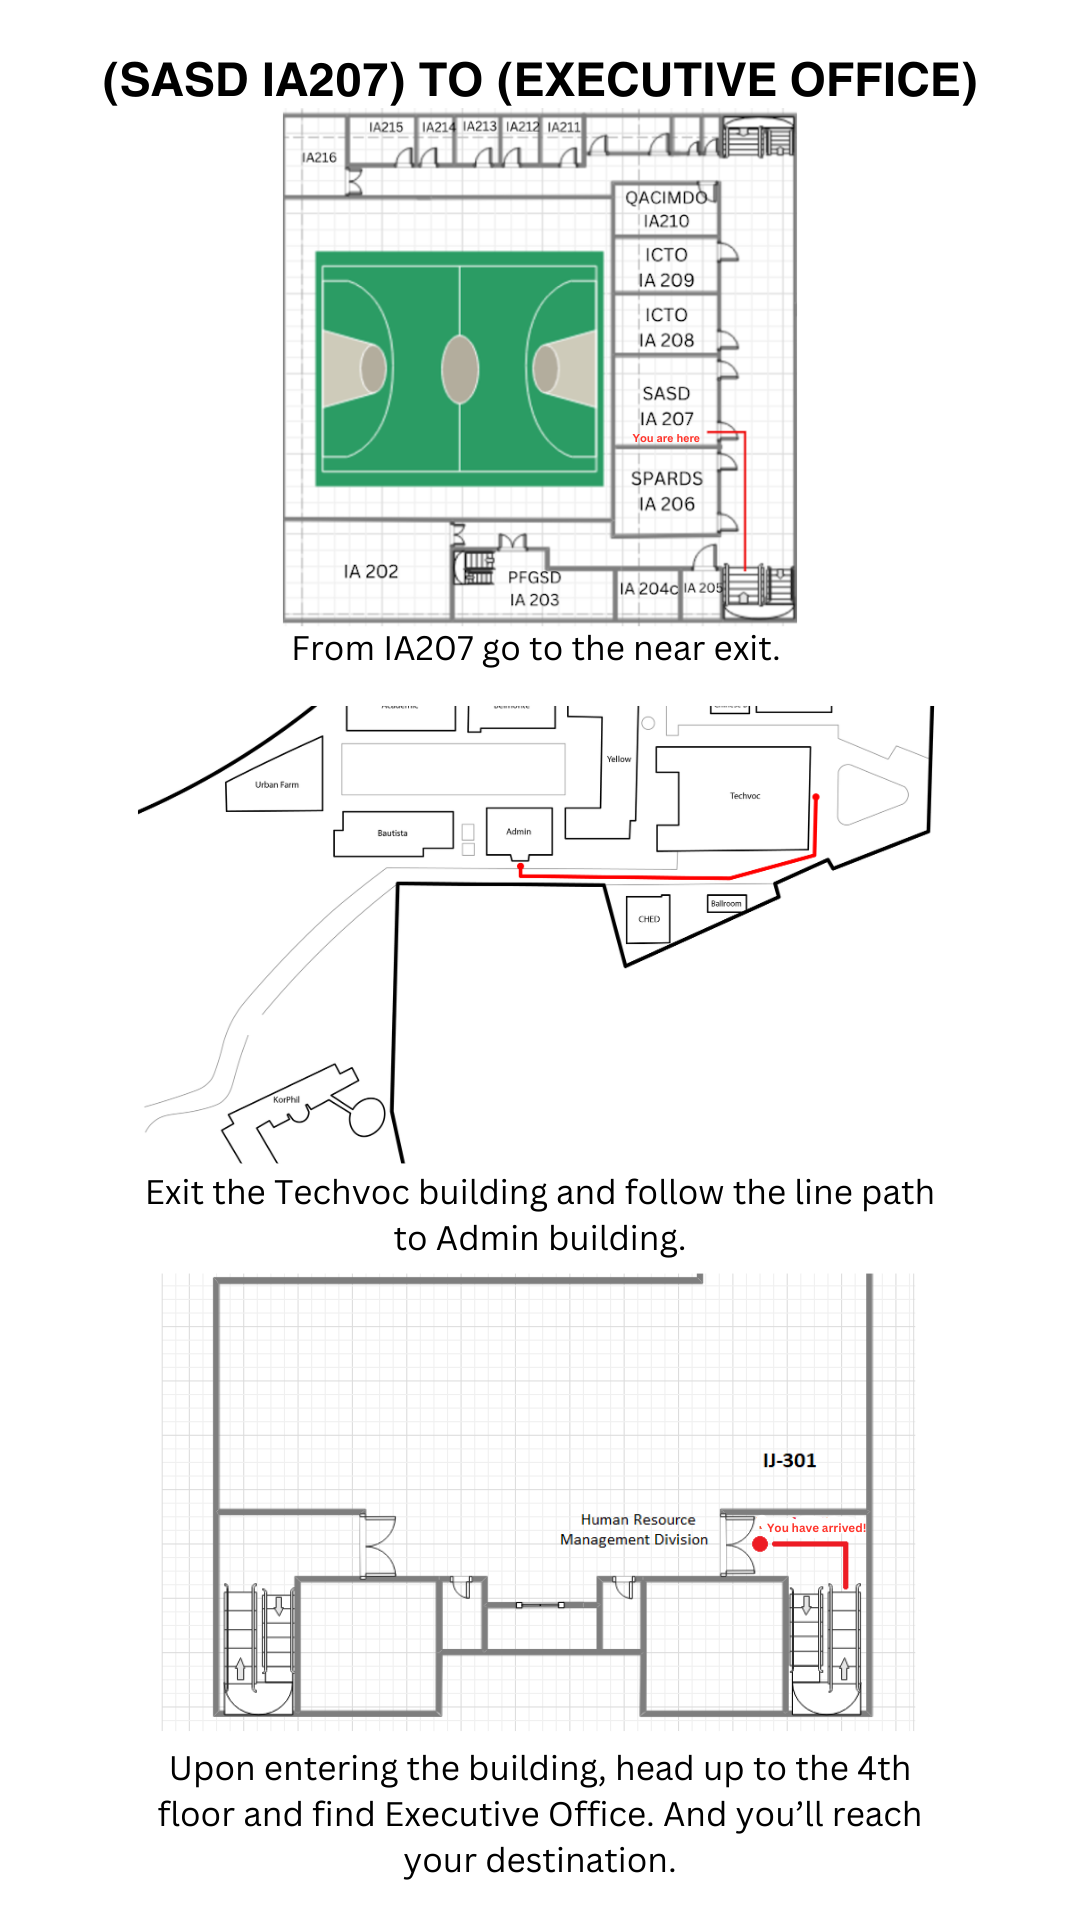 (SASD IA207) TO (EXECUTIVE OFFICE)
IA215
IA214
IA213
IA212
IA211
IA216
QACIMDO
IA210
ICTO
IA 209
ICTO
IA 208
SASD
IA 207
You are here
SPARDS
IA 206
IA 202
PFGSD
IA 203
IA 204c
IA 205
From IA207 go to the near exit.
Academic
Belmonte
Yellow
Urban Farm
Techvoc
Bautista
Admin
CHED
Ballroom
KorPhil
Exit the Techvoc building and follow the line path
to Admin building.
IJ-301
Human Resource
Management Division
You have arrived!
Upon entering the building, head up to the 4th
floor and find Executive Office. And you’ll reach
your destination.